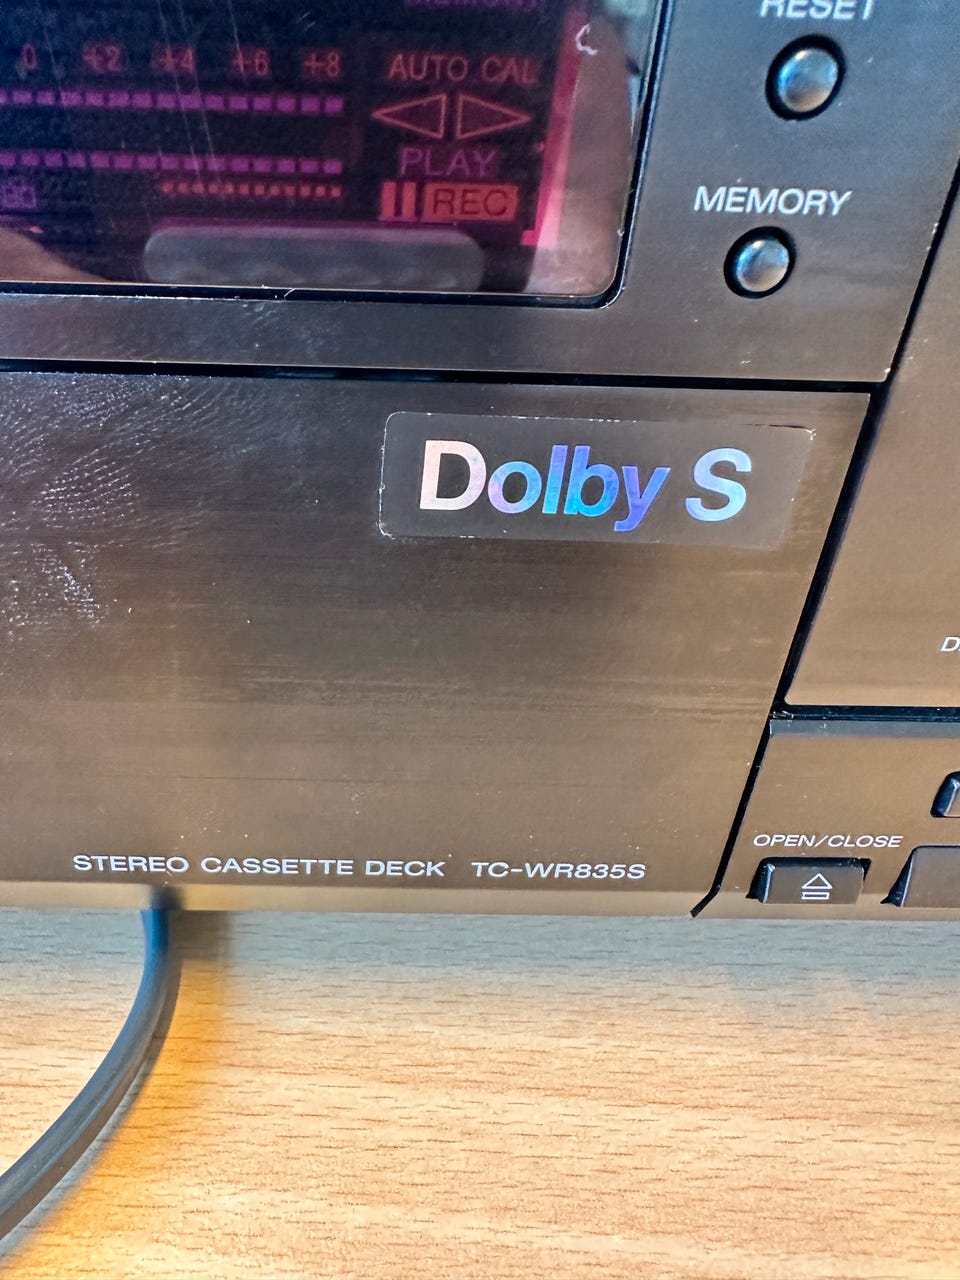 0 +2 +4 +6 +8 AUTO CAL
PLAY
REC
RESET
MEMORY
Dolby S
STEREO CASSETTE DECK TC-WR835S
OPEN/CLOSE